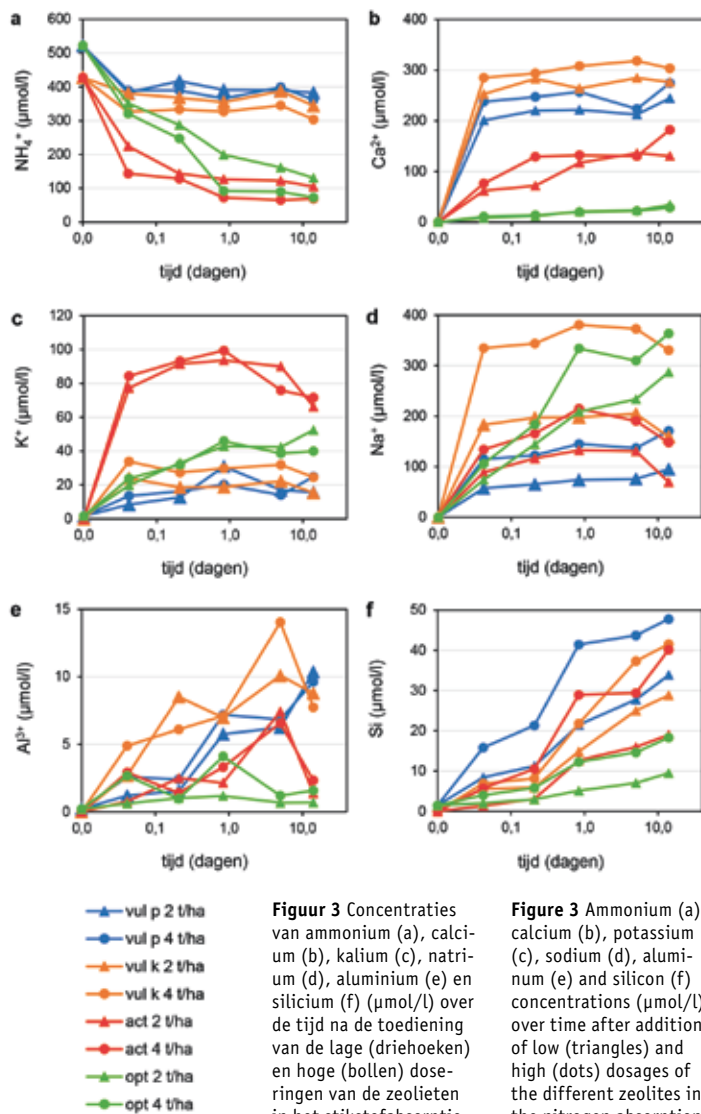 a
600
500
400
300
200
100
0
NH₄⁺ (µmol/l)
0,0
0,1
1,0
10,0
tijd (dagen)
b
400
300
200
100
0
Ca²⁺ (µmol/l)
0,0
0,1
1,0
10,0
tijd (dagen)
c
120
100
80
60
40
20
0
K⁺ (µmol/l)
0,0
0,1
1,0
10,0
tijd (dagen)
d
400
300
200
100
0
Na⁺ (µmol/l)
0,0
0,1
1,0
10,0
tijd (dagen)
e
15
10
5
0
Al³⁺ (µmol/l)
0,0
0,1
1,0
10,0
tijd (dagen)
f
50
40
30
20
10
0
Si (µmol/l)
0,0
0,1
1,0
10,0
tijd (dagen)
vul p 2 t/ha
vul p 4 t/ha
vul k 2 t/ha
vul k 4 t/ha
act 2 t/ha
act 4 t/ha
opt 2 t/ha
opt 4 t/ha
Figuur 3 Concentraties
van ammonium (a), calci-
um (b), kalium (c), natri-
um (d), aluminium (e) en
silicium (f) (µmol/l) over
de tijd na de toediening
van de lage (driehoeken)
en hoge (bollen) dose-
ringen van de zeolieten
Figure 3 Ammonium (a)
calcium (b), potassium
(c), sodium (d), alumi-
num (e) and silicon (f)
concentrations (µmol/l)
over time after addition
of low (triangles) and
high (dots) dosages of
the different zeolites in